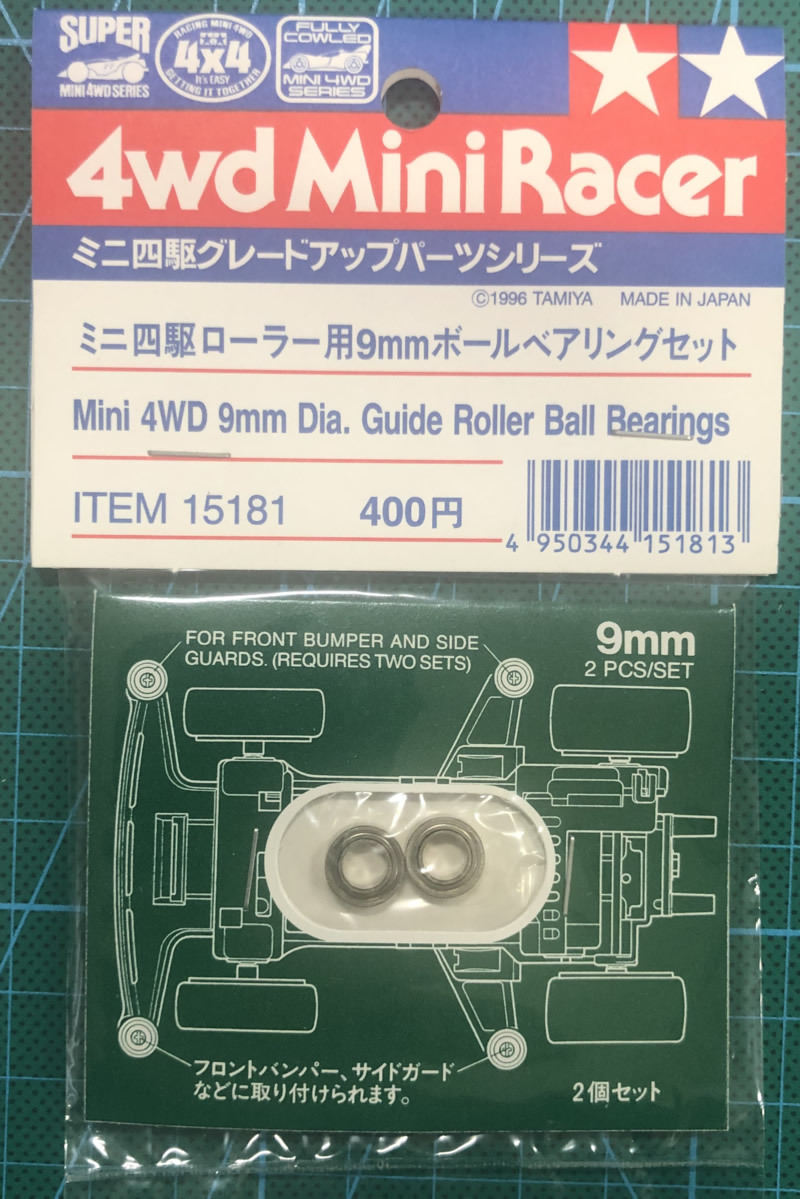 SUPER
MINI 4WD SERIES
RACING MINI 4WD
4x4
It's EASY
GETTING IT TOGETHER
FULLY
COWLED
MINI 4WD
SERIES
4wd Mini Racer
ミニ四駆グレードアップパーツシリーズ
©1996 TAMIYA MADE IN JAPAN
ミニ四駆ローラー用9mmボールベアリングセット
Mini 4WD 9mm Dia. Guide Roller Ball Bearings
ITEM 15181 400円
4 950344 151813
FOR FRONT BUMPER AND SIDE
GUARDS. (REQUIRES TWO SETS)
9mm
2 PCS/SET
フロントバンパー、サイドガード
などに取り付けられます。
2個セット